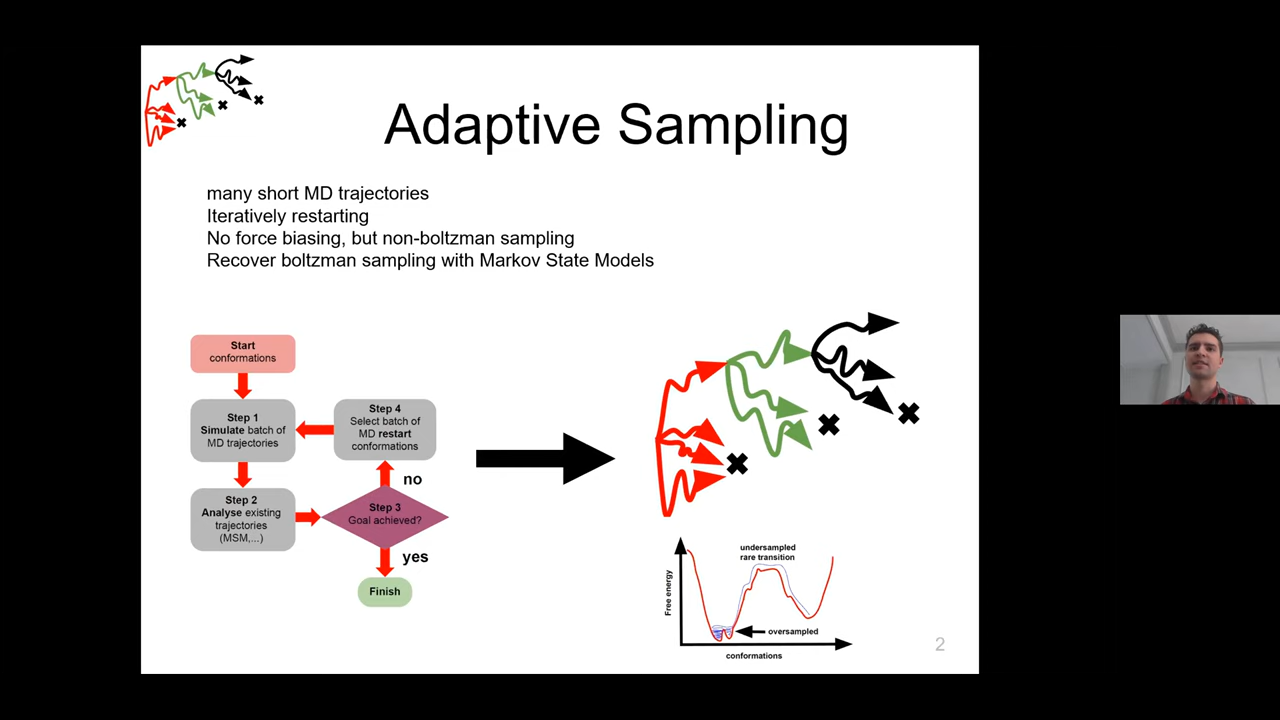 Adaptive Sampling
many short MD trajectories
Iteratively restarting
No force biasing, but non-boltzman sampling
Recover boltzman sampling with Markov State Models
Start
conformations
Step 1
Simulate batch of
MD trajectories
Step 4
Select batch of
MD restart
conformations
no
Step 2
Analyse existing
trajectories
(MSM,...)
Step 3
Goal achieved?
yes
Finish
undersampled
rare transition
Free energy
oversampled
conformations
2